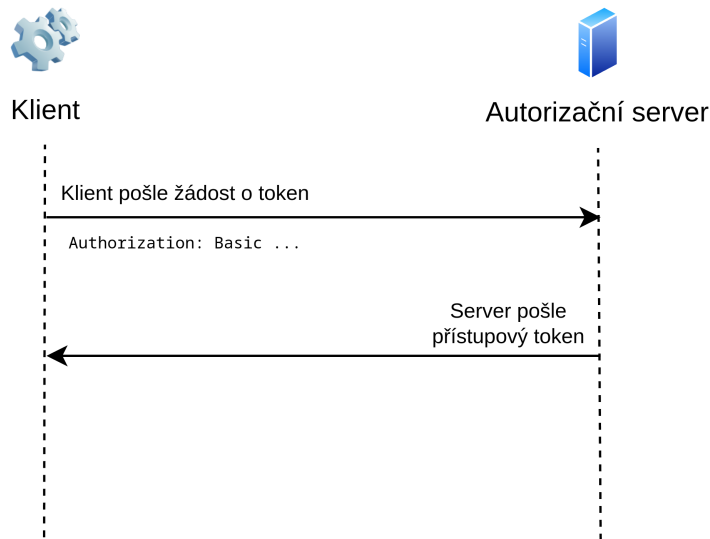 Klient
Autorizační server
Klient pošle žádost o token
Authorization: Basic ...
Server pošle
přístupový token